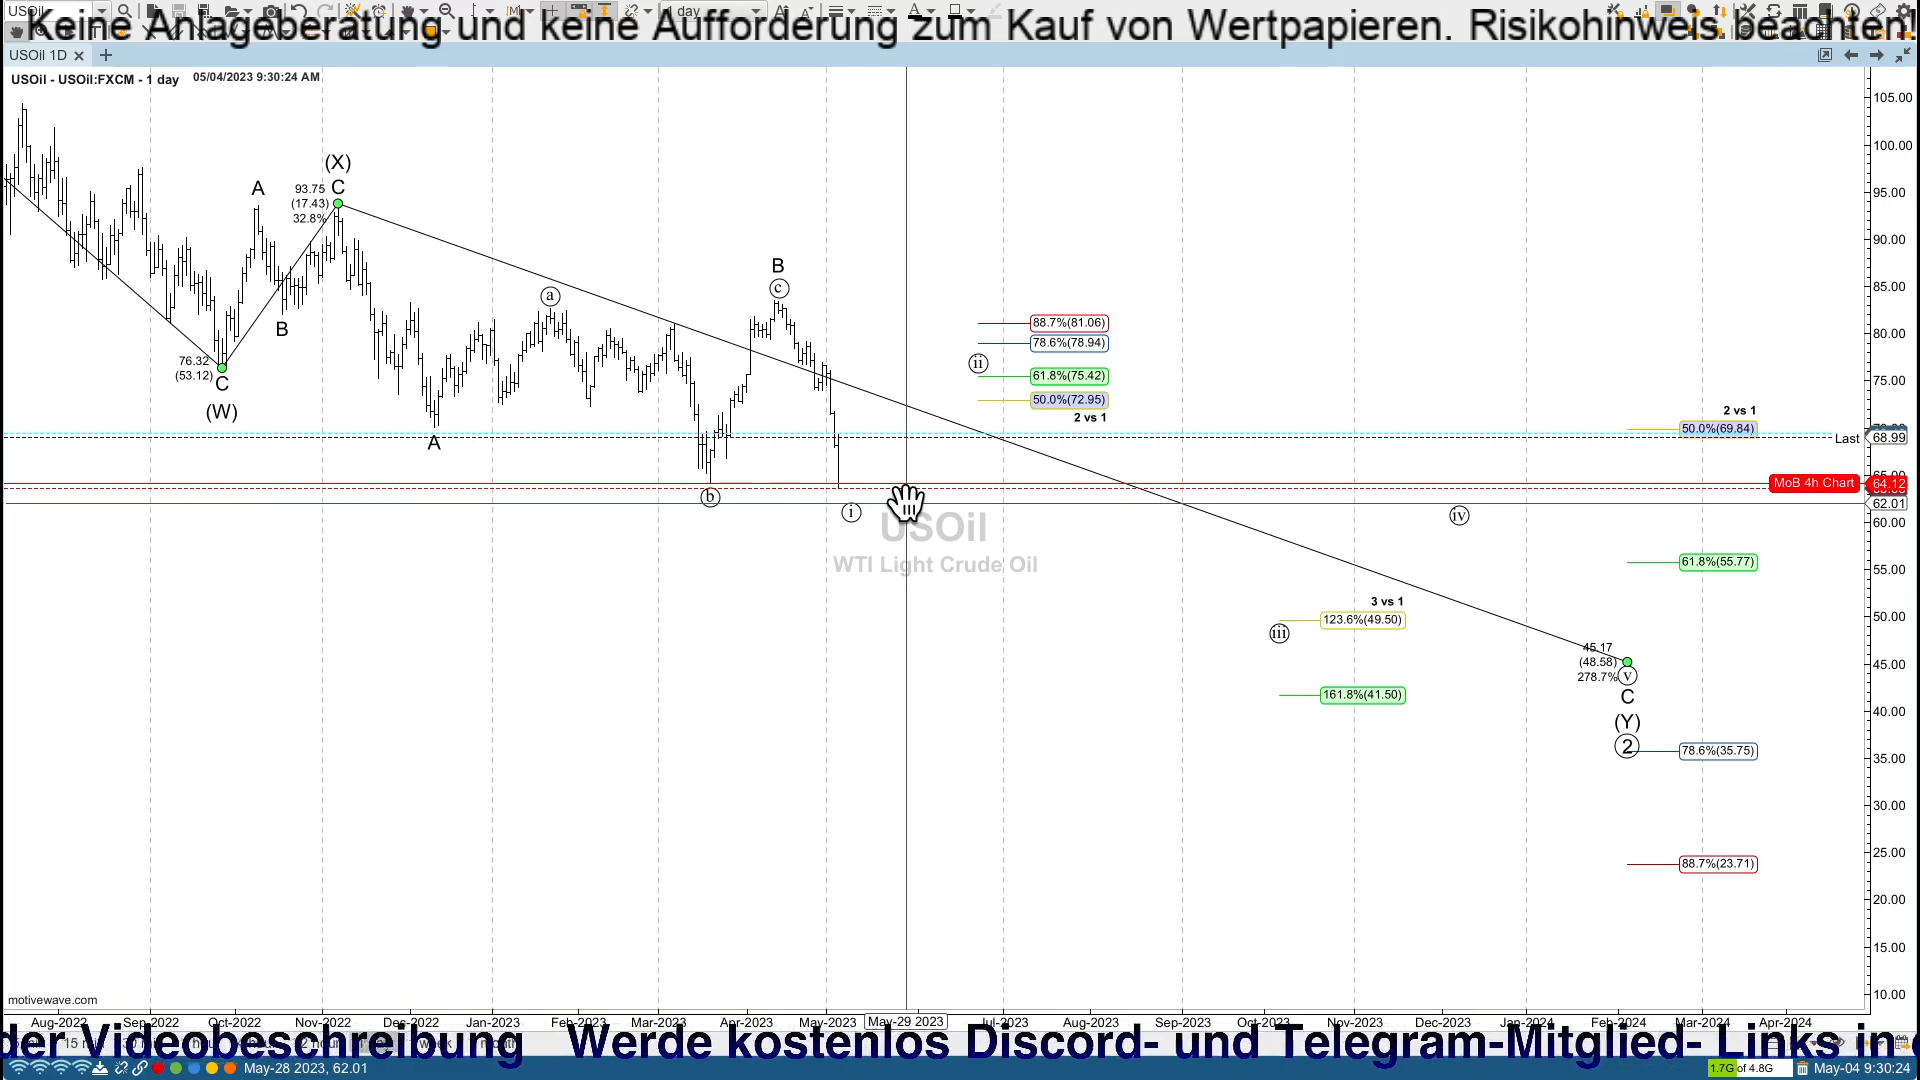 USOil
1 day
Keine Anlageberatung und keine Aufforderung zum Kauf von Wertpapieren. Risikohinweis beachten!
USOil 1D
USOil - USOil:FXCM - 1 day 05/04/2023 9:30:24 AM
105.00
100.00
95.00
90.00
85.00
80.00
75.00
Last 68.99
MoB 4h Chart 64.12
62.01
60.00
55.00
50.00
45.00
40.00
35.00
30.00
25.00
20.00
15.00
10.00
(X)
A
93.75 C
(17.43)
32.8%
B
76.32
(53.12) C
(W)
A
a
b
B
c
i
88.7%(81.06)
78.6%(78.94)
ii
61.8%(75.42)
50.0%(72.95)
2 vs 1
2 vs 1
50.0%(69.84)
USOil
WTI Light Crude Oil
iv
61.8%(55.77)
3 vs 1
123.6%(49.50)
iii
161.8%(41.50)
45.17
(48.58)
278.7% v
C
(Y)
2
78.6%(35.75)
88.7%(23.71)
motivewave.com
Aug-2022 Sep-2022 Oct-2022 Nov-2022 Dec-2022 Jan-2023 Feb-2023 Mar-2023 Apr-2023 May-2023 May-29 2023 Jul-2023 Aug-2023 Sep-2023 Oct-2023 Nov-2023 Dec-2023 Jan-2024 Feb-2024 Mar-2024 Apr-2024
der Videobeschreibung Werde kostenlos Discord- und Telegram-Mitglied- Links in
May-28 2023, 62.01
1.7G of 4.8G
May-04 9:30:24